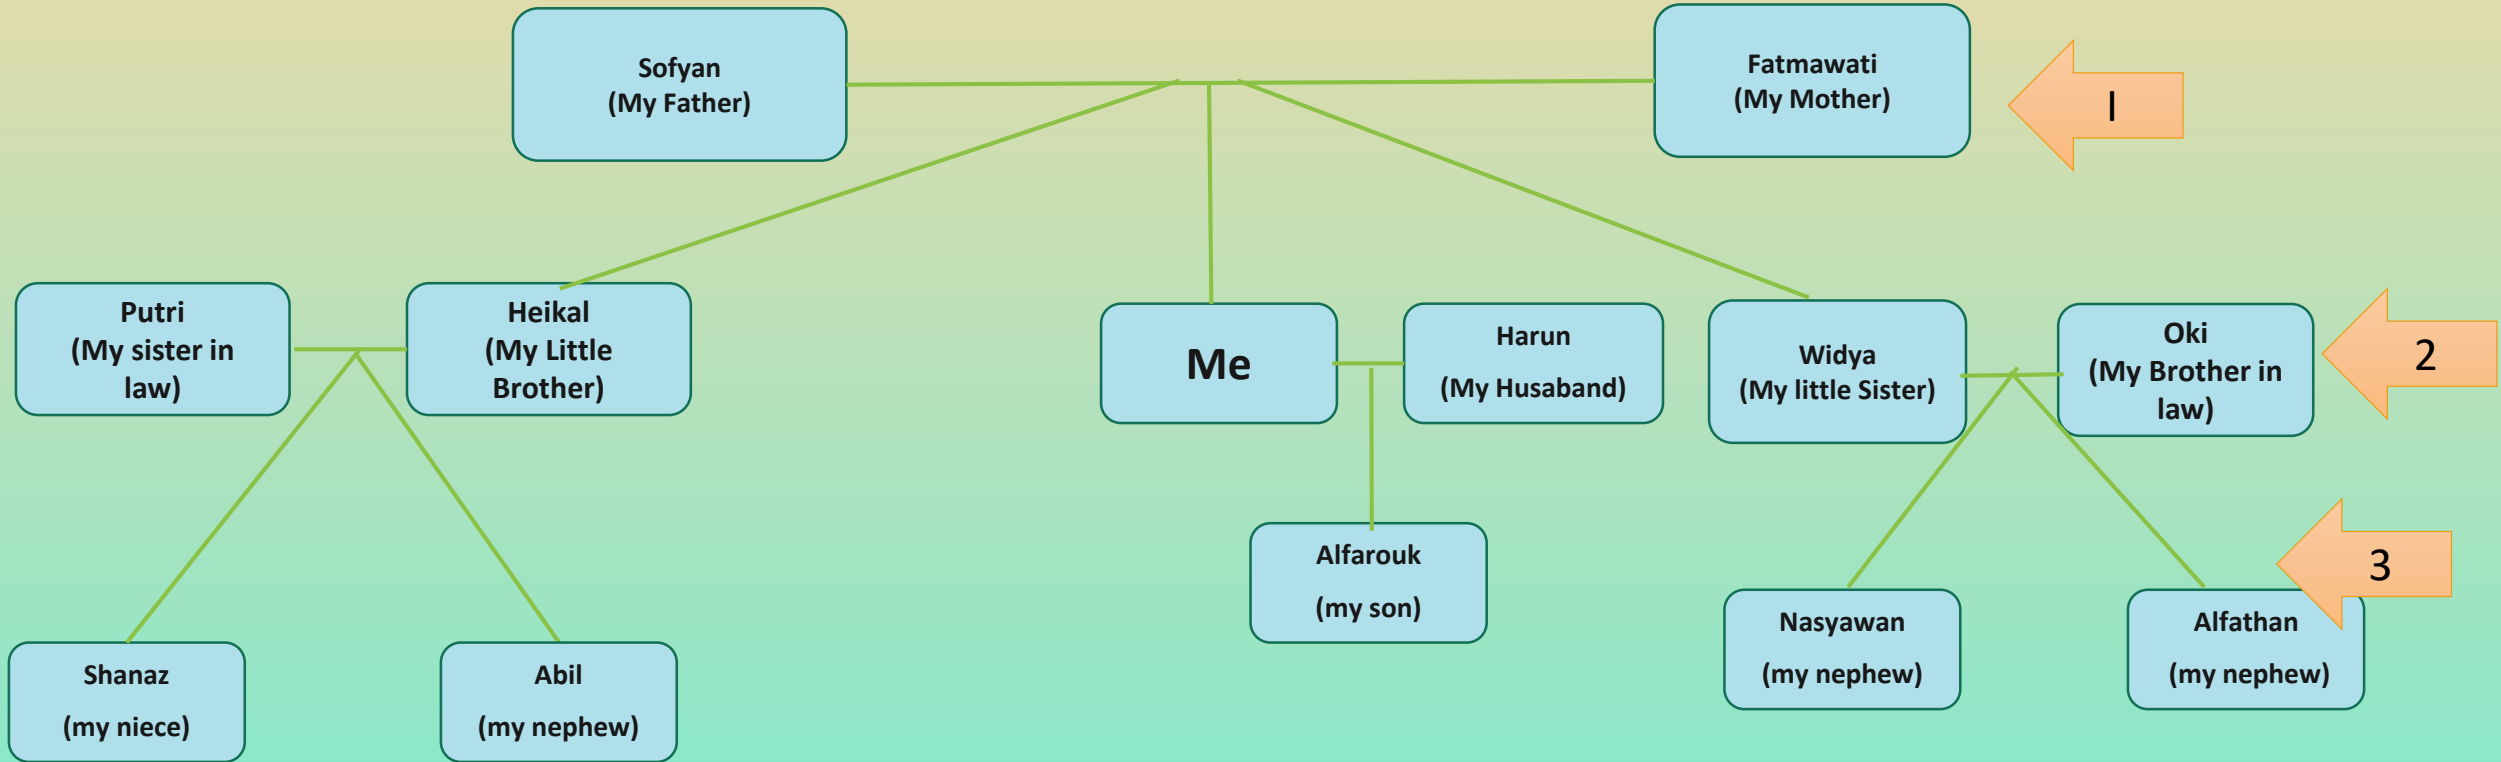 Sofyan
(My Father)
Fatmawati
(My Mother)
I
Putri
(My sister in
law)
Heikal
(My Little
Brother)
Me
Harun
(My Husaband)
Widya
(My little Sister)
Oki
(My Brother in
law)
2
Alfarouk
(my son)
3
Shanaz
(my niece)
Abil
(my nephew)
Nasyawan
(my nephew)
Alfathan
(my nephew)